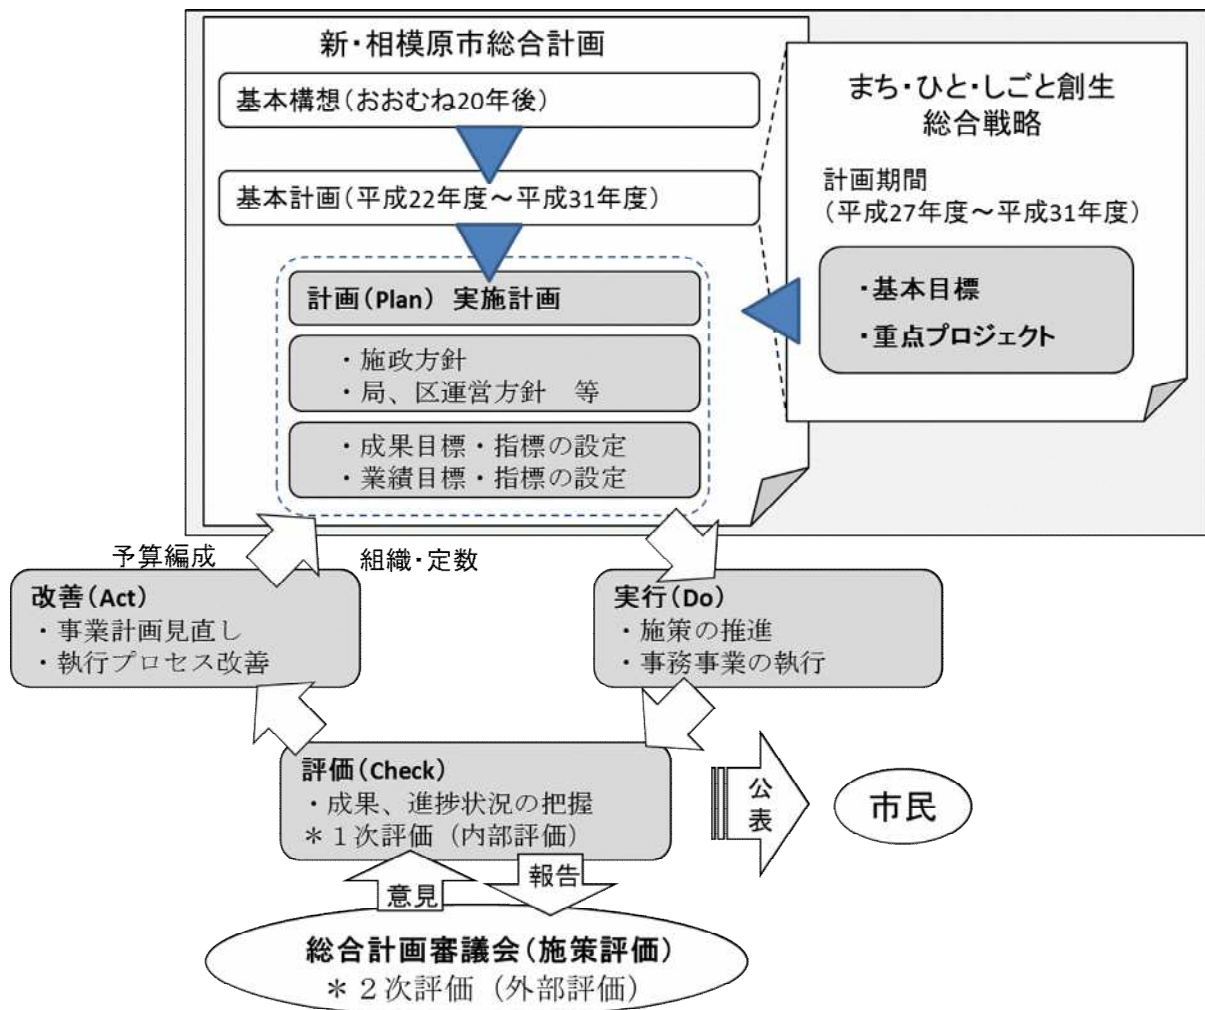 新・相模原市総合計画
基本構想（おおむね20年後）
基本計画（平成22年度～平成31年度）
計画（Plan） 実施計画
・施政方針
・局、区運営方針　等
・成果目標・指標の設定
・業績目標・指標の設定
まち・ひと・しごと創生
総合戦略
計画期間
（平成27年度～平成31年度）
・基本目標
・重点プロジェクト
予算編成
組織・定数
改善（Act）
・事業計画見直し
・執行プロセス改善
実行（Do）
・施策の推進
・事務事業の執行
評価（Check）
・成果、進捗状況の把握
＊１次評価（内部評価）
公表
市民
意見
報告
総合計画審議会（施策評価）
＊２次評価（外部評価）